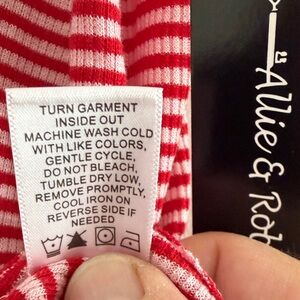 TURN GARMENT
INSIDE OUT
MACHINE WASH COLD
WITH LIKE COLORS,
GENTLE CYCLE,
DO NOT BLEACH,
TUMBLE DRY LOW,
REMOVE PROMPTLY,
COOL IRON ON
REVERSE SIDE IF
NEEDED
Allie & Rob